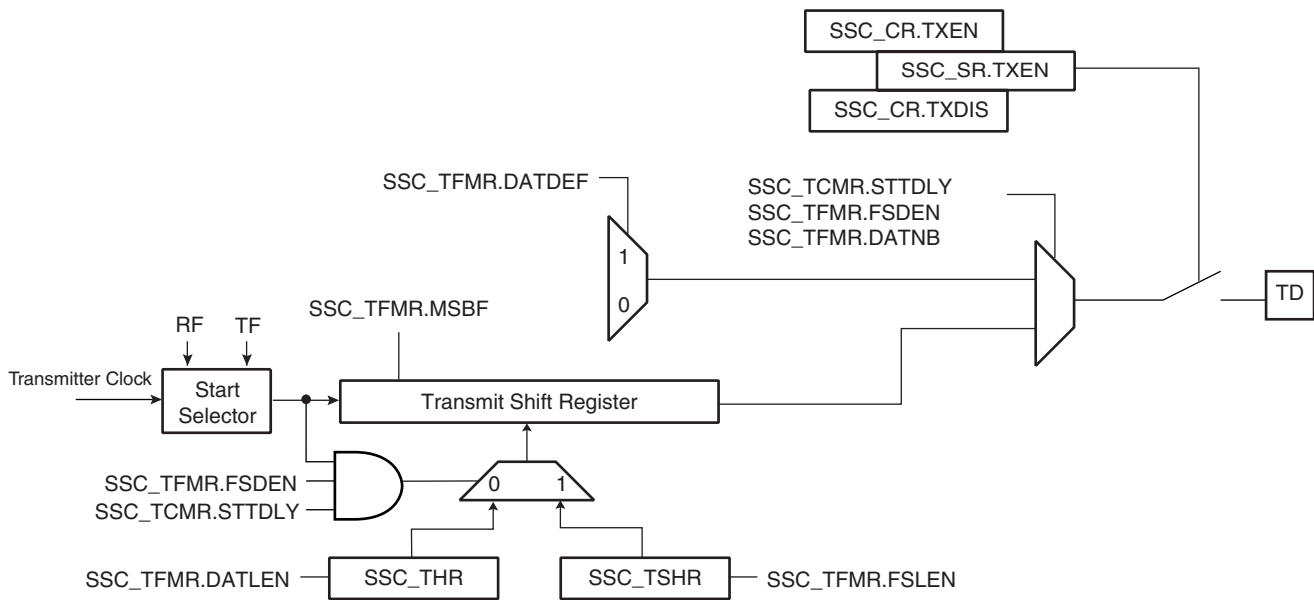 SSC_CR.TXEN
SSC_SR.TXEN
SSC_CR.TXDIS
SSC_TFMR.DATDEF
SSC_TCMR.STTDLY
SSC_TFMR.FSDEN
SSC_TFMR.DATNB
1
0
TD
SSC_TFMR.MSBF
RF
TF
Transmitter Clock
Start
Selector
Transmit Shift Register
SSC_TFMR.FSDEN
SSC_TCMR.STTDLY
0
1
SSC_TFMR.DATLEN
SSC_THR
SSC_TSHR
SSC_TFMR.FSLEN